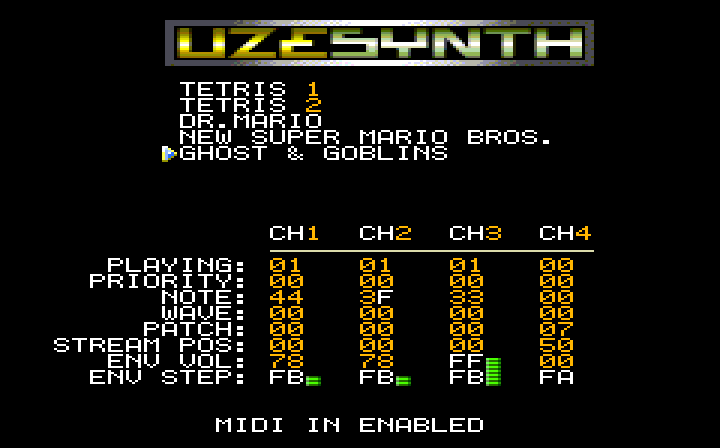 UZESYNTH
TETRIS 1
TETRIS 2
DR.MARIO
NEW SUPER MARIO BROS.
GHOST & GOBLINS
CH1 CH2 CH3 CH4
PLAYING: 01 01 01 00
PRIORITY: 00 00 00 00
NOTE: 44 3F 33 00
WAVE: 00 00 00 00
PATCH: 00 00 00 07
STREAM POS: 00 00 00 50
ENV VOL: 78 78 FF 00
ENV STEP: FB FB FB FA
MIDI IN ENABLED